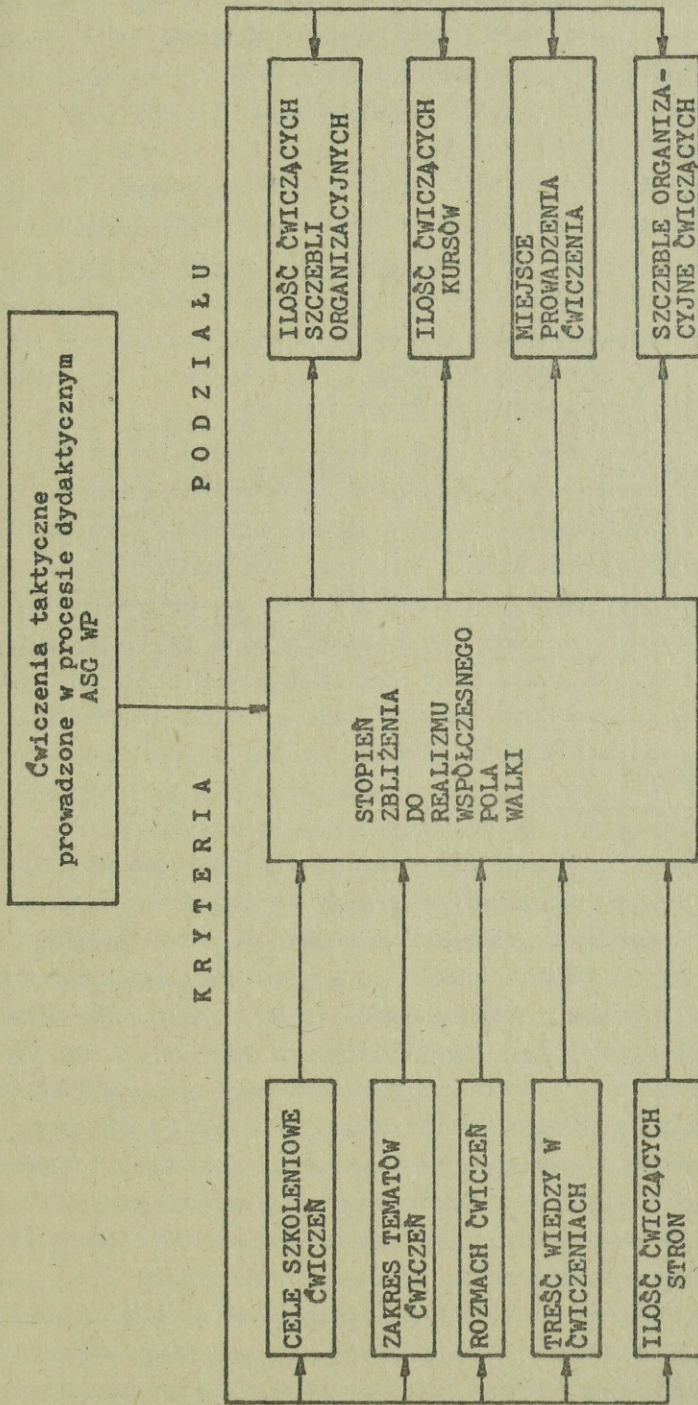 Ćwiczenia taktyczne
prowadzone w procesie dydaktycznym
ASG WP
KRYTERIA PODZIAŁU
CELE SZKOLENIOWE
ĆWICZEŃ
ZAKRES TEMATÓW
ĆWICZEŃ
ROZMACH ĆWICZEŃ
TREŚĆ WIEDZY W
ĆWICZENIACH
ILOŚĆ ĆWICZĄCYCH
STRON
STOPIEŃ
ZBLIŻENIA
DO
REALIZMU
WSPÓŁCZESNEGO
POLA
WALKI
ILOŚĆ ĆWICZĄCYCH
SZCZEBLI
ORGANIZACYJNYCH
ILOŚĆ ĆWICZĄCYCH
KURSÓW
MIEJSCE
PROWADZENIA
ĆWICZENIA
SZCZEBLE ORGANIZA-
CYJNE ĆWICZĄCYCH